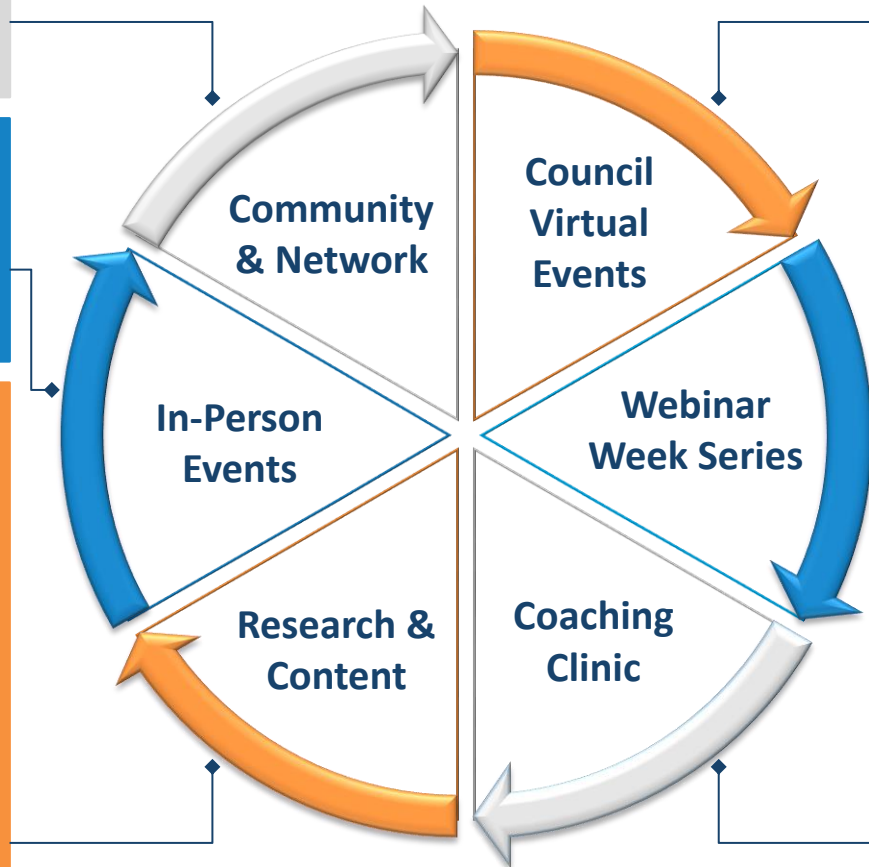 Community
& Network
Council
Virtual
Events
In-Person
Events
Webinar
Week Series
Research &
Content
Coaching
Clinic